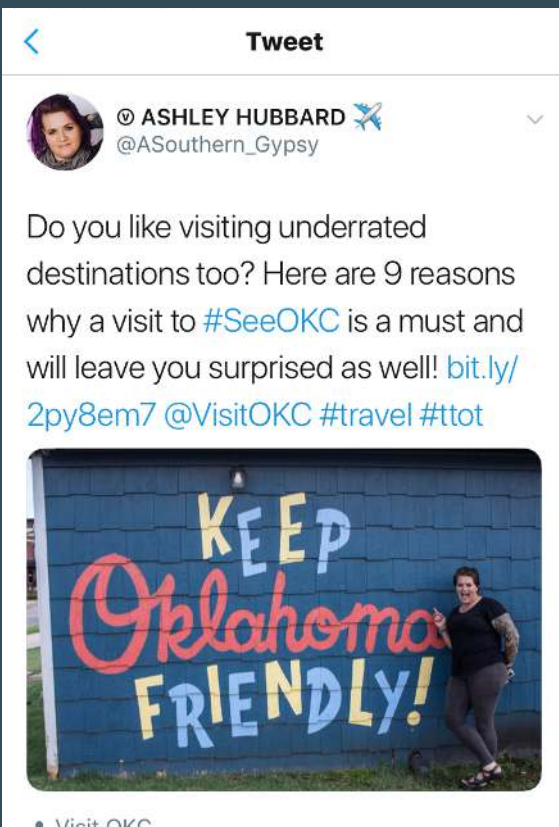 Tweet
Ⓥ ASHLEY HUBBARD ✈️
@ASouthern_Gypsy
Do you like visiting underrated
destinations too? Here are 9 reasons
why a visit to #SeeOKC is a must and
will leave you surprised as well! bit.ly/
2py8em7 @VisitOKC #travel #ttot
KEEP
Oklahoma
FRIENDLY!
Visit OKC